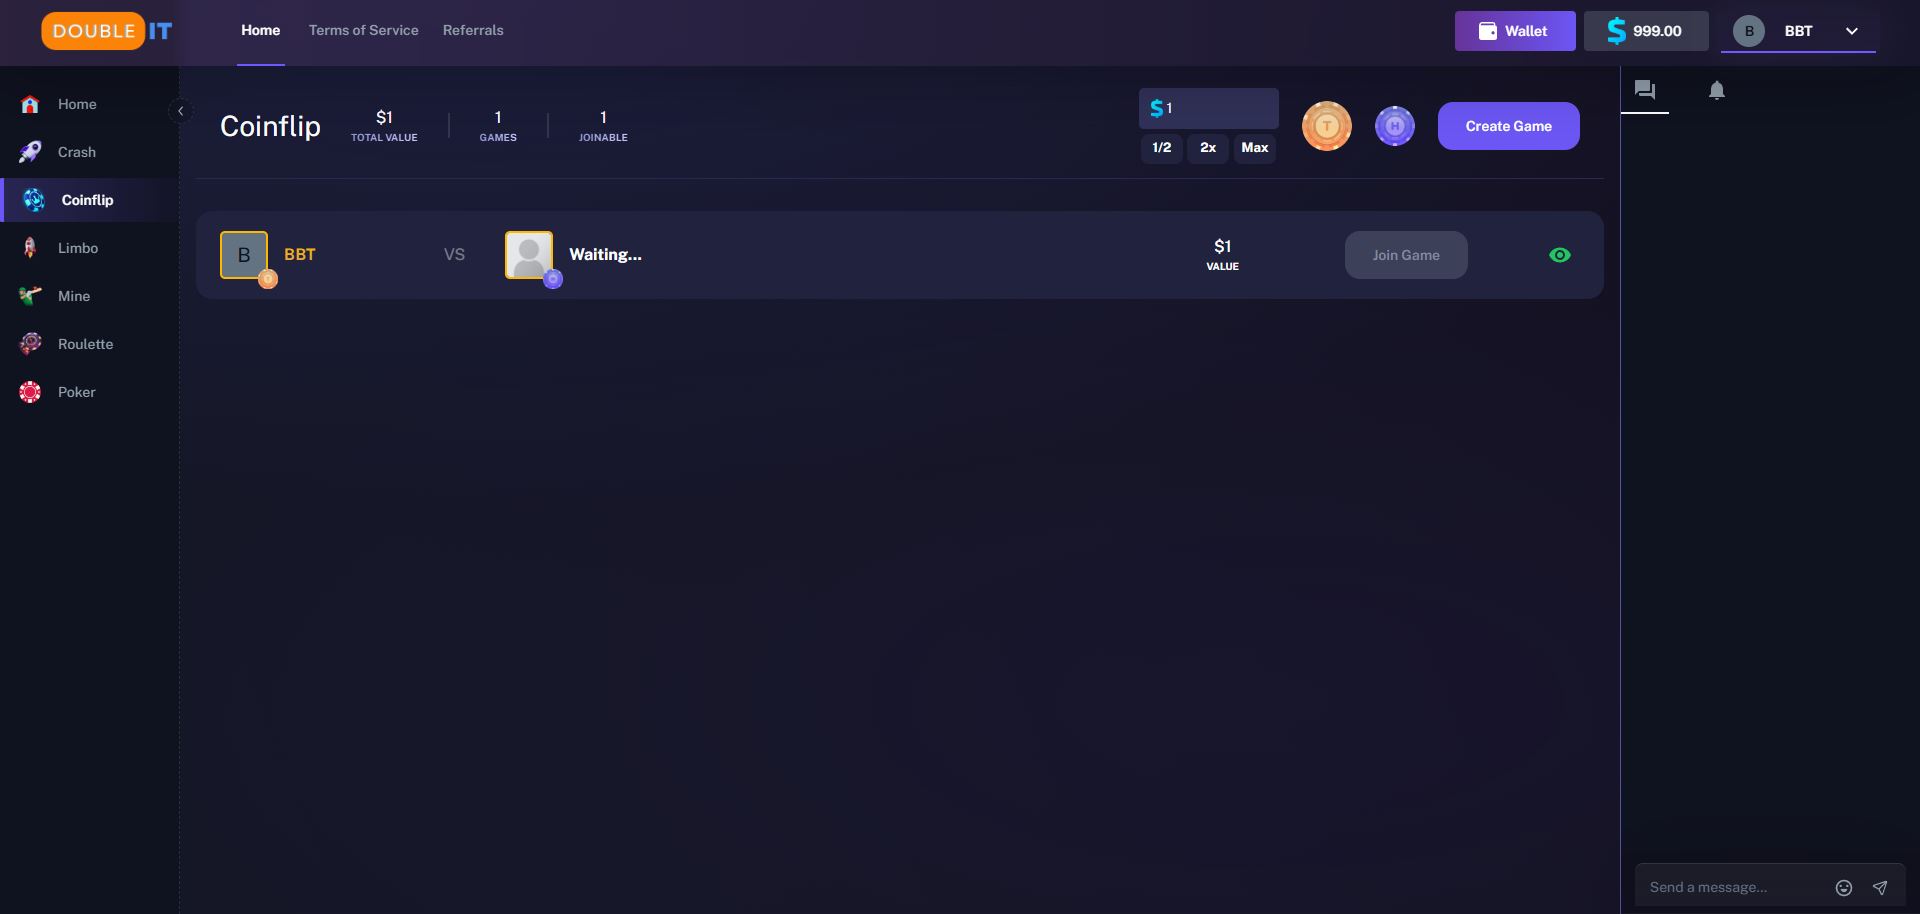 DOUBLE IT
Home
Terms of Service
Referrals
Wallet
$ 999.00
B
BBT
Home
Crash
Coinflip
Limbo
Mine
Roulette
Poker
Coinflip
$1
TOTAL VALUE
1
GAMES
1
JOINABLE
$ 1
1/2
2x
Max
T
H
Create Game
B
BBT
VS
Waiting...
$1
VALUE
Join Game
Send a message...